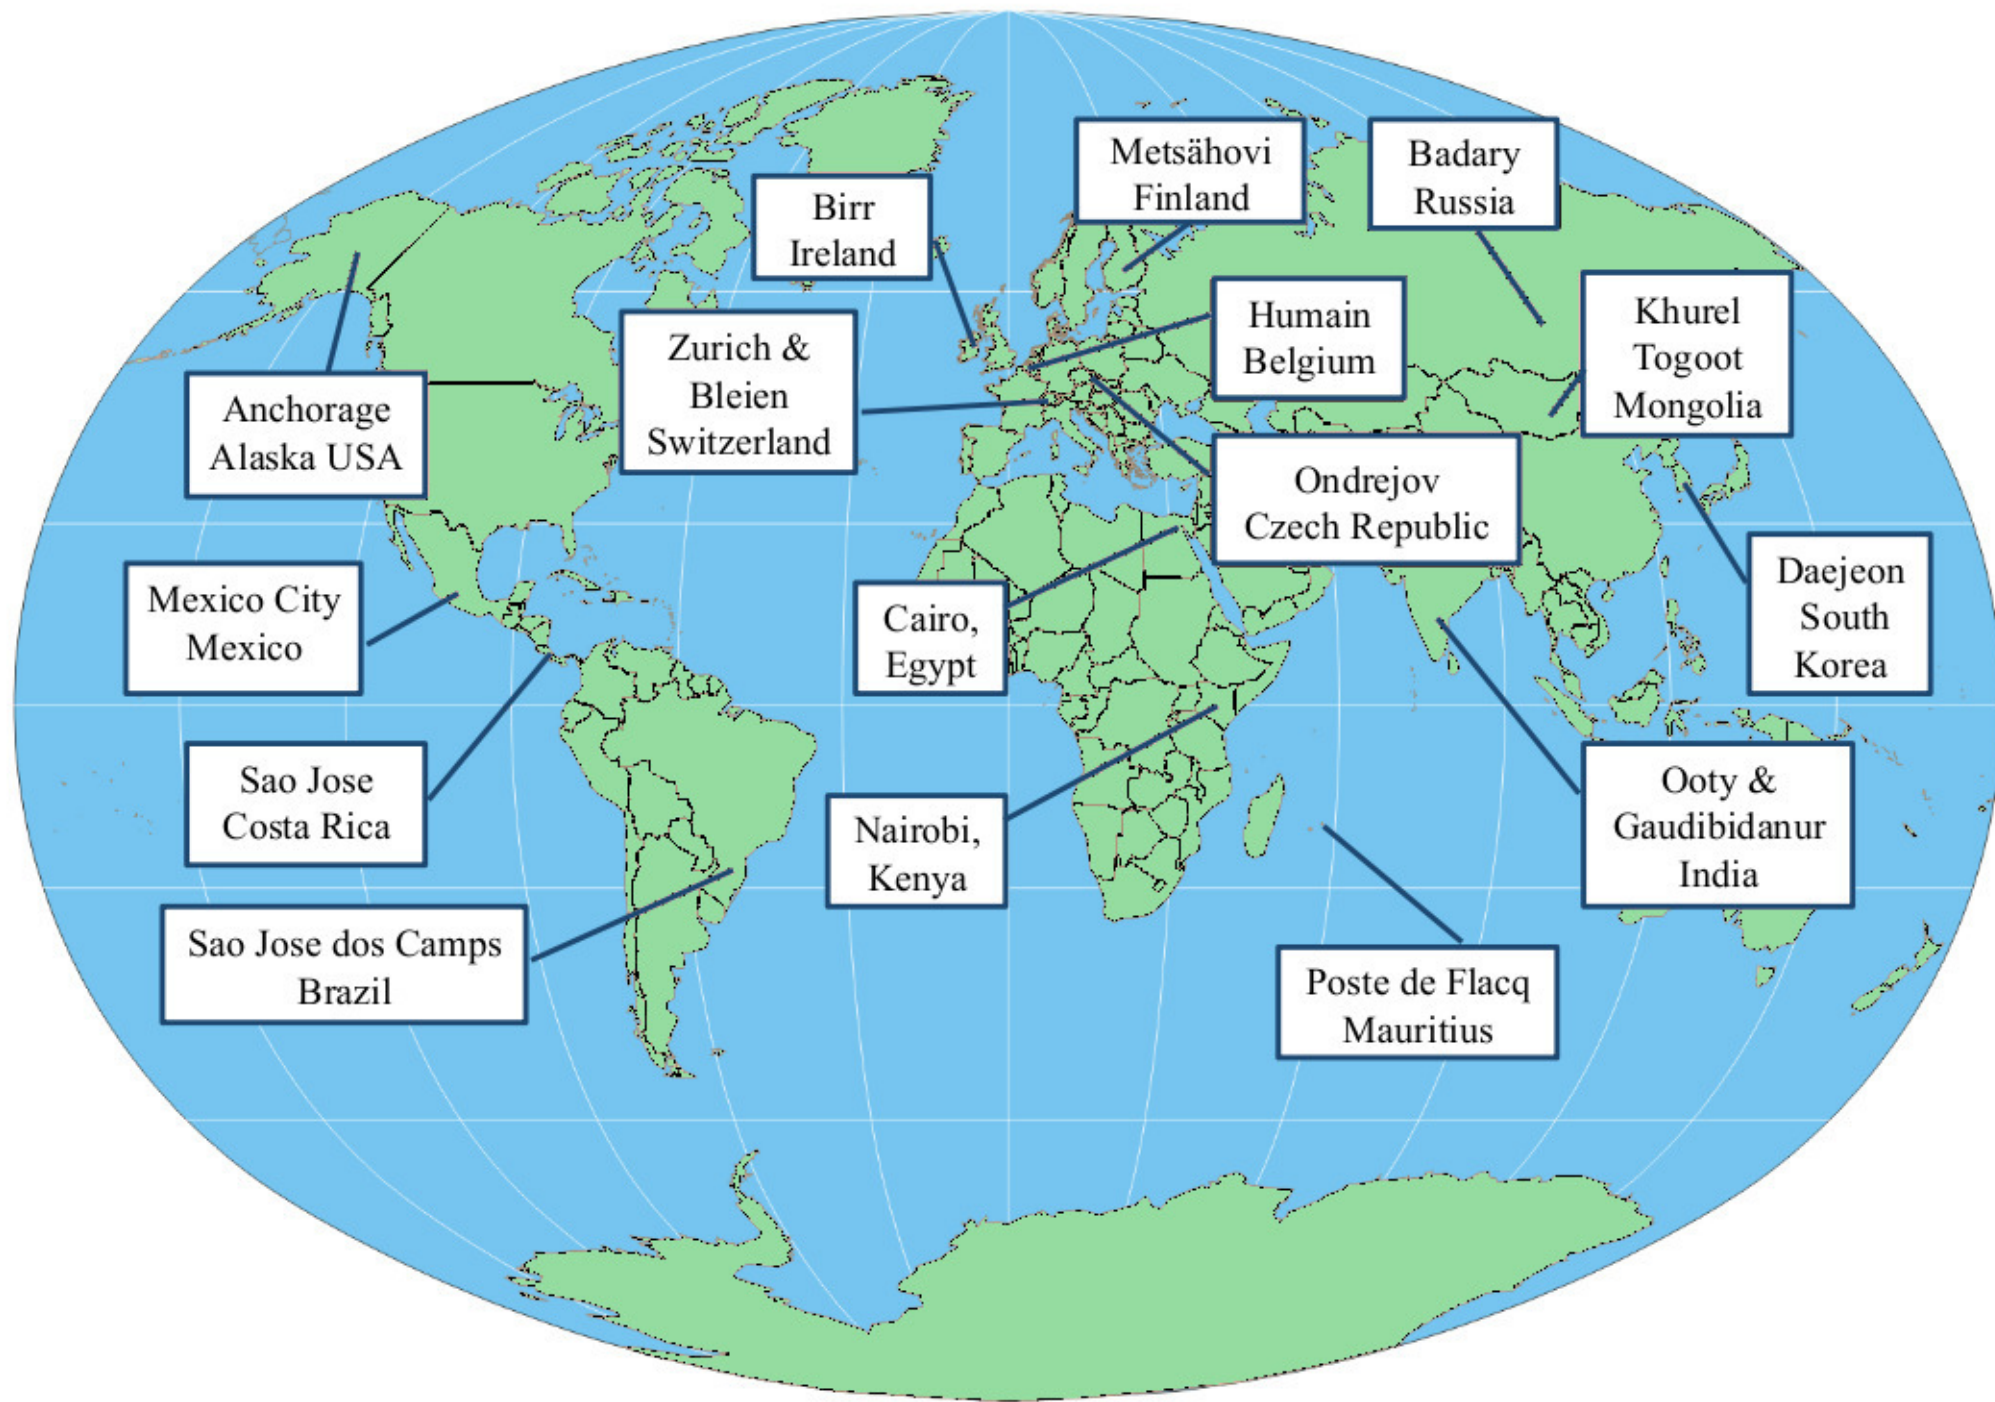 Metsähovi
Finland
Badary
Russia
Birr
Ireland
Humain
Belgium
Khurel
Togoot
Mongolia
Zurich &
Bleien
Switzerland
Anchorage
Alaska USA
Ondrejov
Czech Republic
Daejeon
South
Korea
Mexico City
Mexico
Cairo,
Egypt
Sao Jose
Costa Rica
Ooty &
Gaudibidanur
India
Nairobi,
Kenya
Sao Jose dos Camps
Brazil
Poste de Flacq
Mauritius